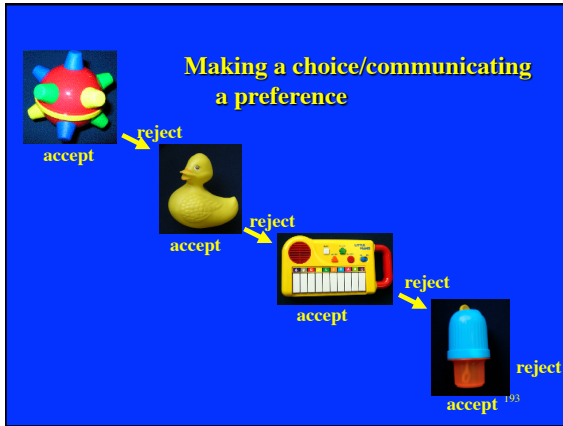 Making a choice/communicating
a preference
reject
accept
reject
accept
reject
accept
reject
accept
193